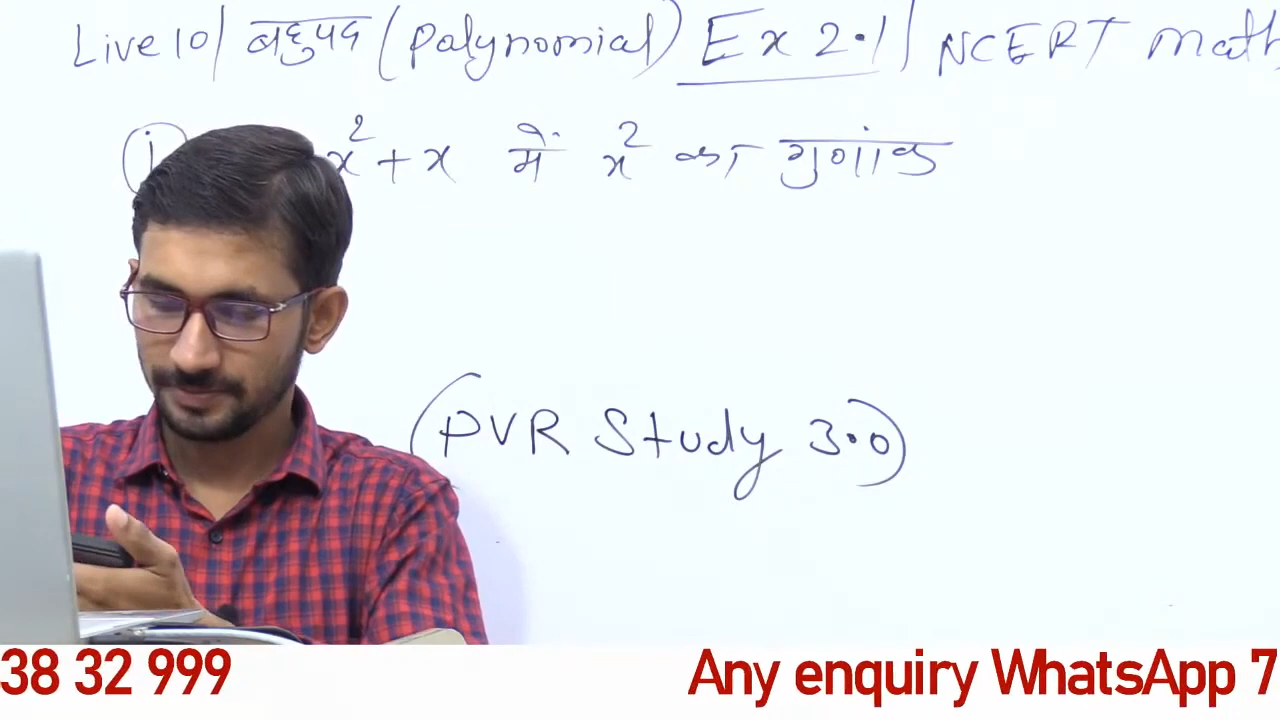 Live 10 | बहुपद (Polynomial) Ex 2.1 | NCERT math
(i) x² + x में x² का गुणांक
(PVR Study 3.0)
38 32 999 Any enquiry WhatsApp 7